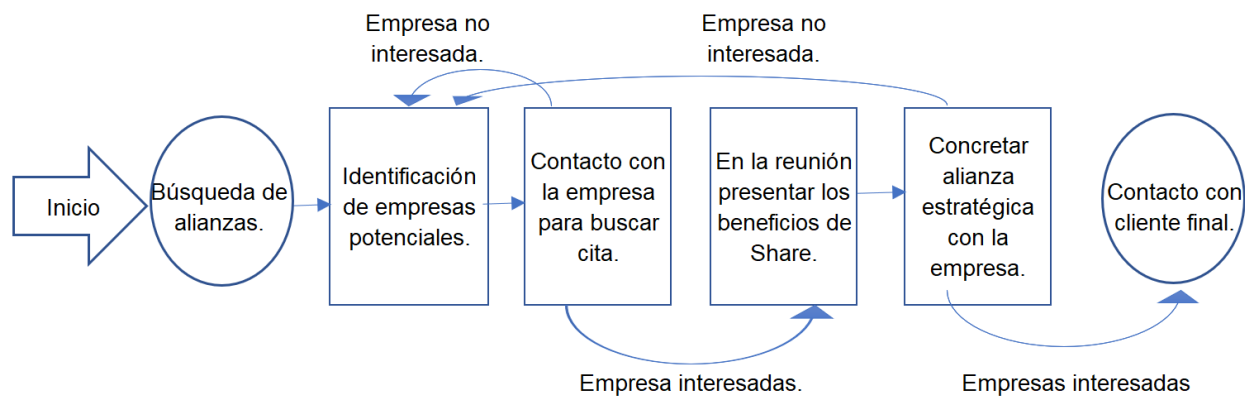 Empresa no
interesada.
Empresa no
interesada.
Inicio
Búsqueda de
alianzas.
Identificación
de empresas
potenciales.
Contacto con
la empresa
para buscar
cita.
En la reunión
presentar los
beneficios de
Share.
Concretar
alianza
estratégica
con la
empresa.
Contacto con
cliente final.
Empresa interesadas.
Empresas interesadas